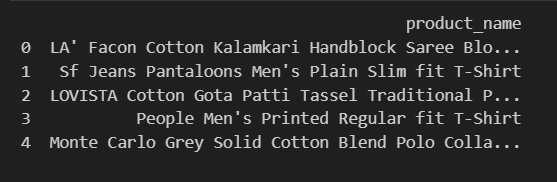 product_name
0 LA' Facon Cotton Kalamkari Handblock Saree Blo...
1 Sf Jeans Pantaloons Men's Plain Slim fit T-Shirt
2 LOVISTA Cotton Gota Patti Tassel Traditional P...
3 People Men's Printed Regular fit T-Shirt
4 Monte Carlo Grey Solid Cotton Blend Polo Colla...